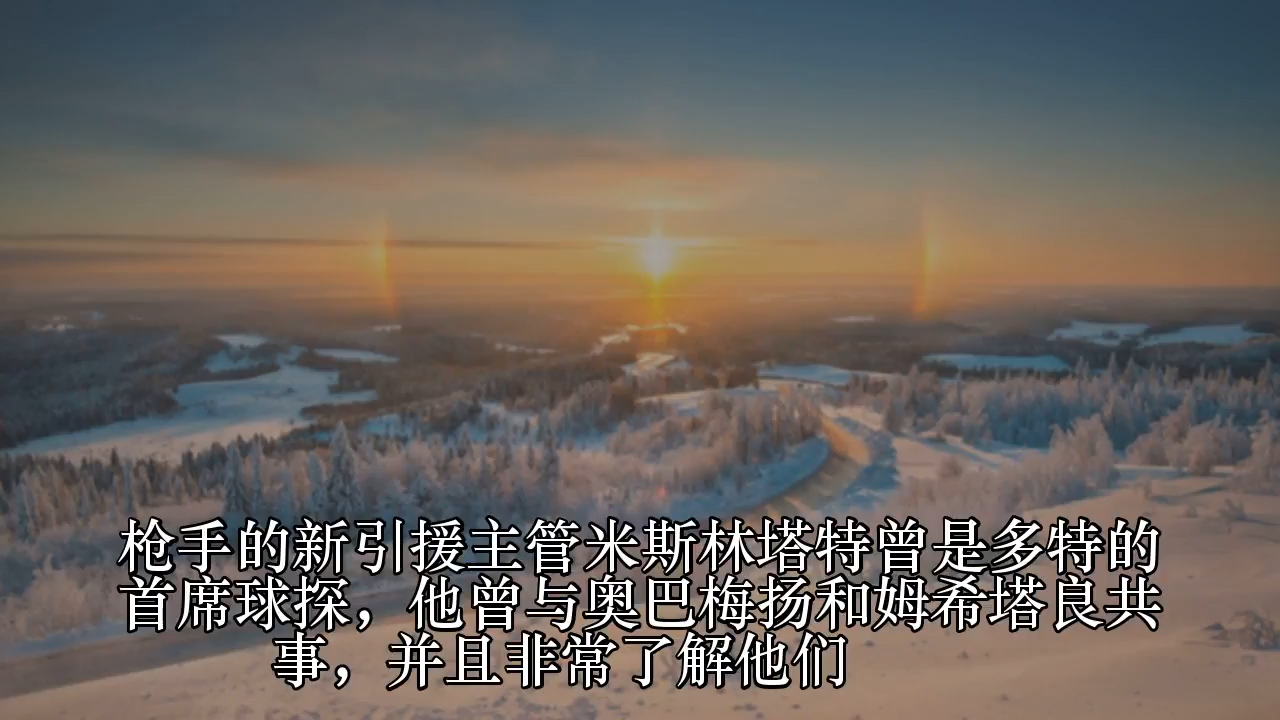 枪手的新引援主管米斯林塔特曾是多特的
首席球探，他曾与奥巴梅扬和姆希塔良共
事，并且非常了解他们